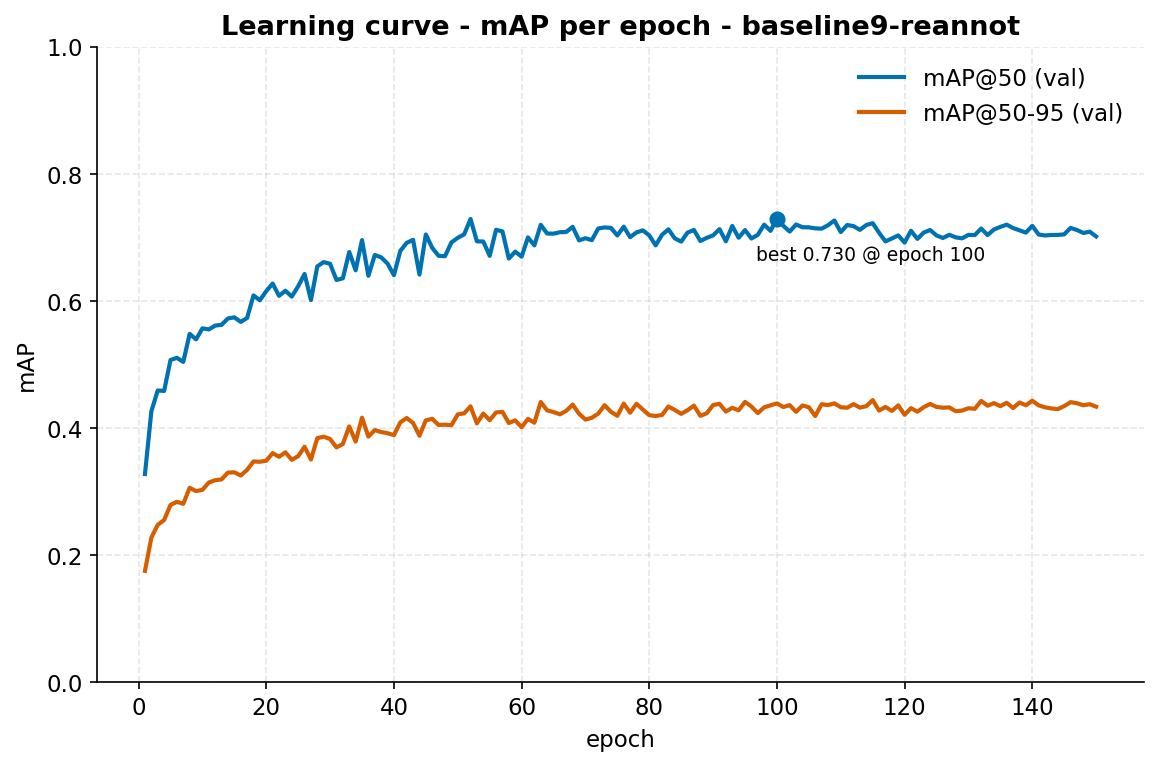 Learning curve - mAP per epoch - baseline9-reannot
1.0
mAP@50 (val)
mAP@50-95 (val)
0.8
best 0.730 @ epoch 100
0.6
mAP
0.4
0.2
0.0
0 20 40 60 80 100 120 140
epoch